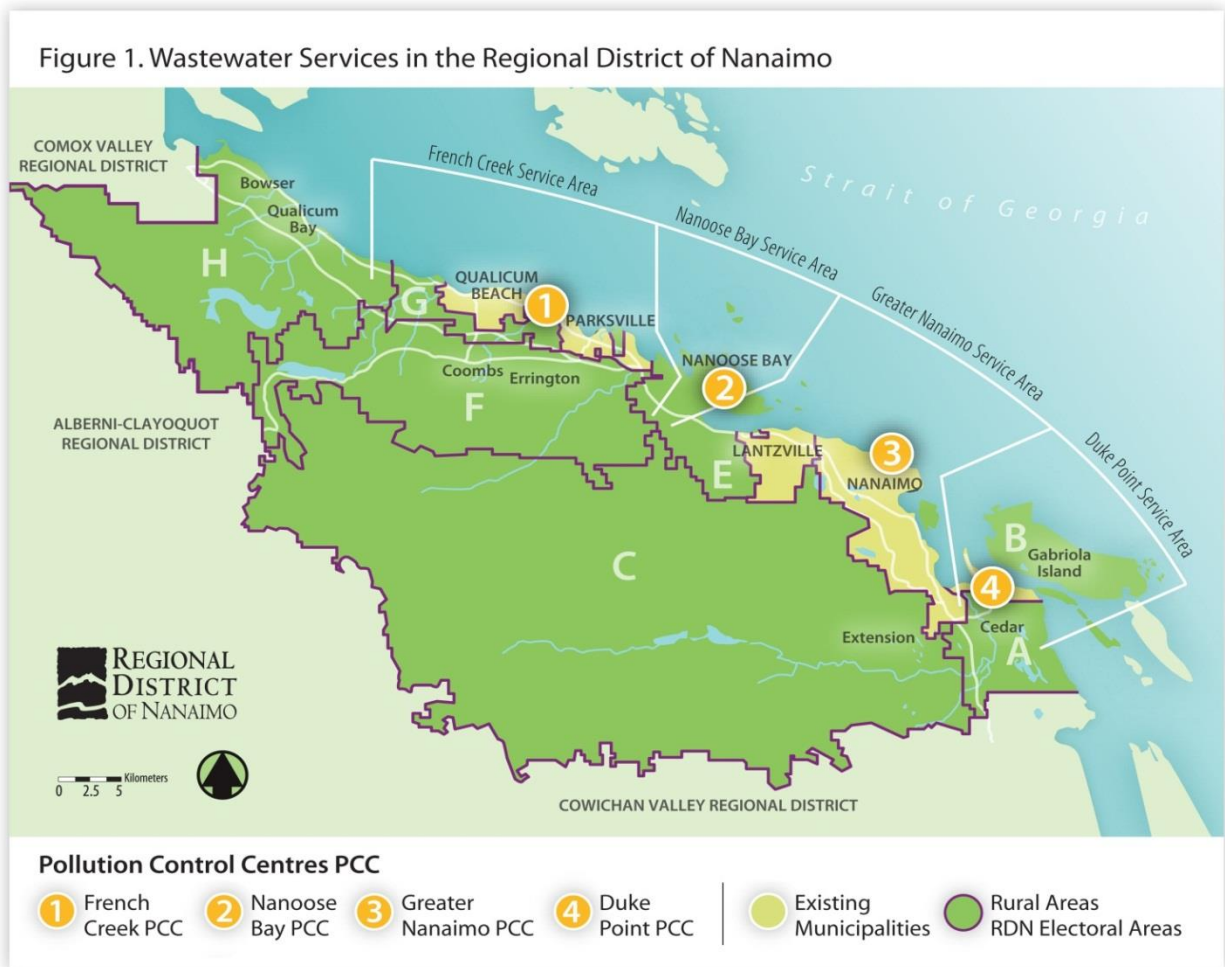 Figure 1. Wastewater Services in the Regional District of Nanaimo
COMOX VALLEY
REGIONAL DISTRICT
French Creek Service Area
Strait of Georgia
Bowser
Qualicum
Bay
Nanoose Bay Service Area
H
QUALICUM
BEACH
G
1
PARKSVILLE
Greater Nanaimo Service Area
NANOOSE BAY
2
Coombs
Errington
F
ALBERNI-CLAYOQUOT
REGIONAL DISTRICT
LANTZVILLE
E
3
NANAIMO
Duke Point Service Area
B
Gabriola
Island
C
4
Cedar
Extension
A
REGIONAL
DISTRICT
OF NANAIMO
Kilometers
0 2.5 5
COWICHAN VALLEY REGIONAL DISTRICT
Pollution Control Centres PCC
1 French
Creek PCC
2 Nanoose
Bay PCC
3 Greater
Nanaimo PCC
4 Duke
Point PCC
Existing
Municipalities
Rural Areas
RDN Electoral Areas